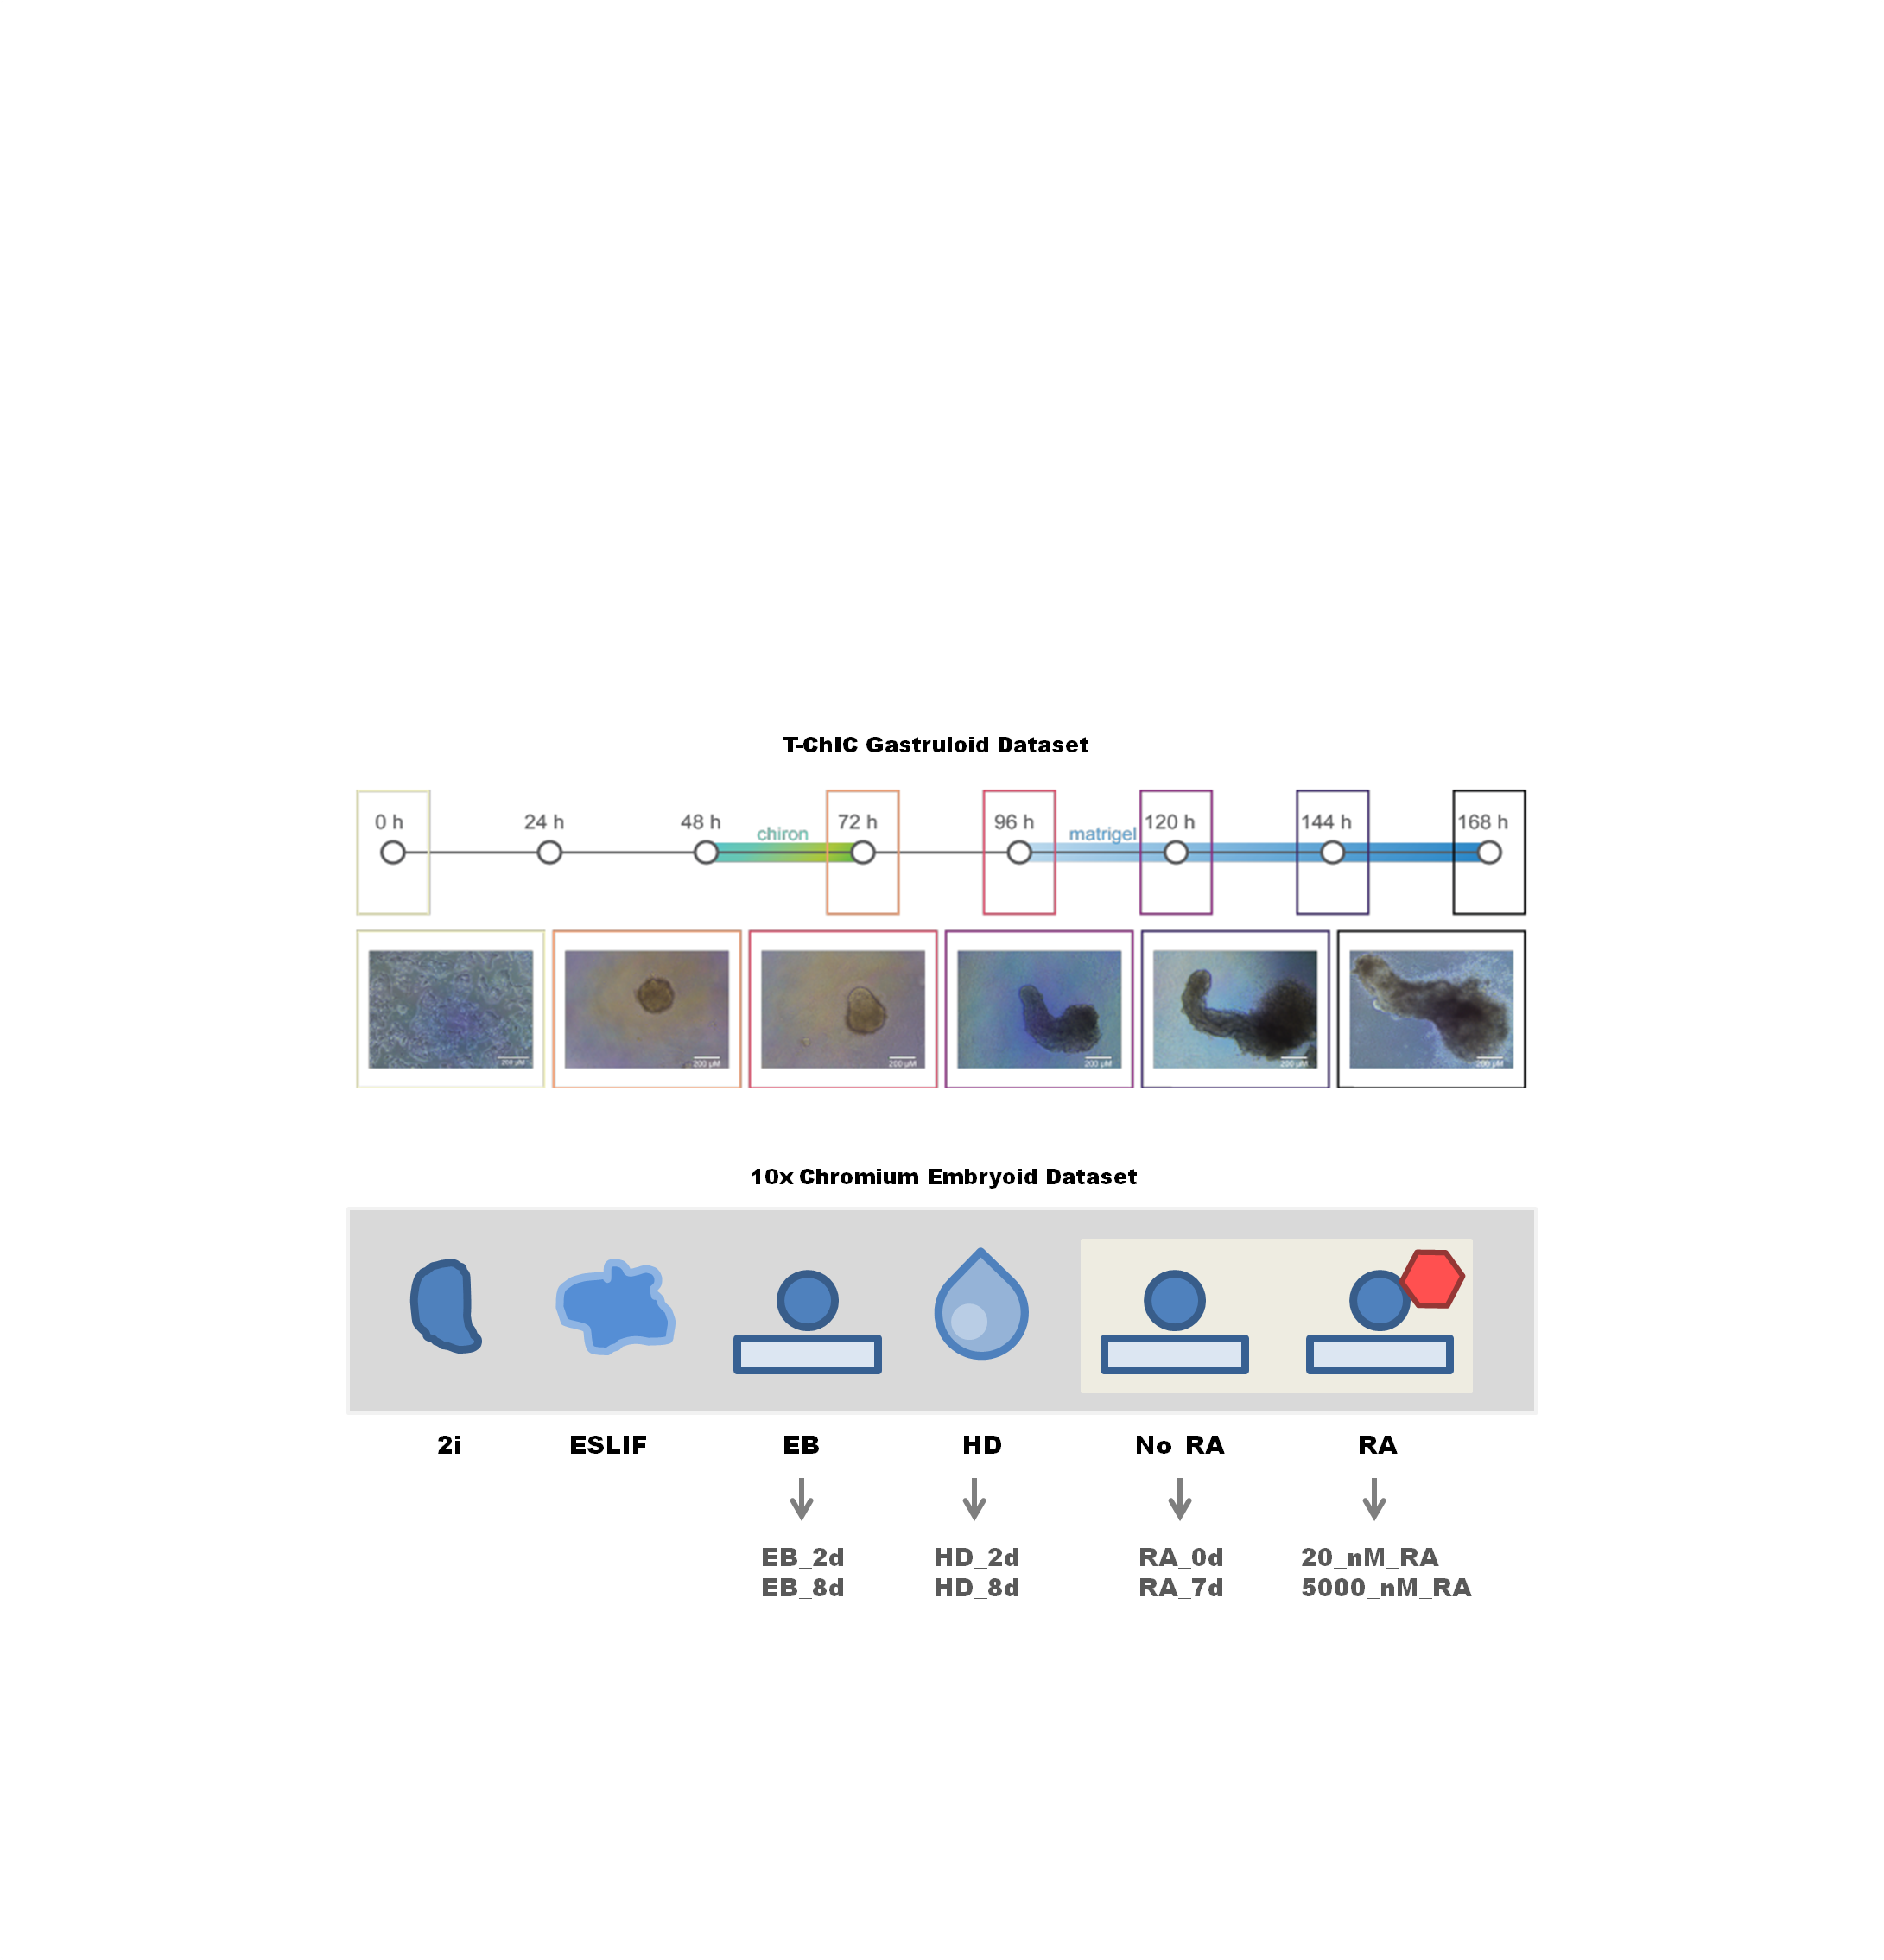 T-ChIC Gastruloid Dataset
0 h 24 h 48 h 72 h 96 h 120 h 144 h 168 h
chiron matrigel
200 µM 200 µM 200 µM 200 µM 200 µM 200 µM
10x Chromium Embryoid Dataset
2i ESLIF EB HD No_RA RA
EB_2d HD_2d RA_0d 20_nM_RA
EB_8d HD_8d RA_7d 5000_nM_RA